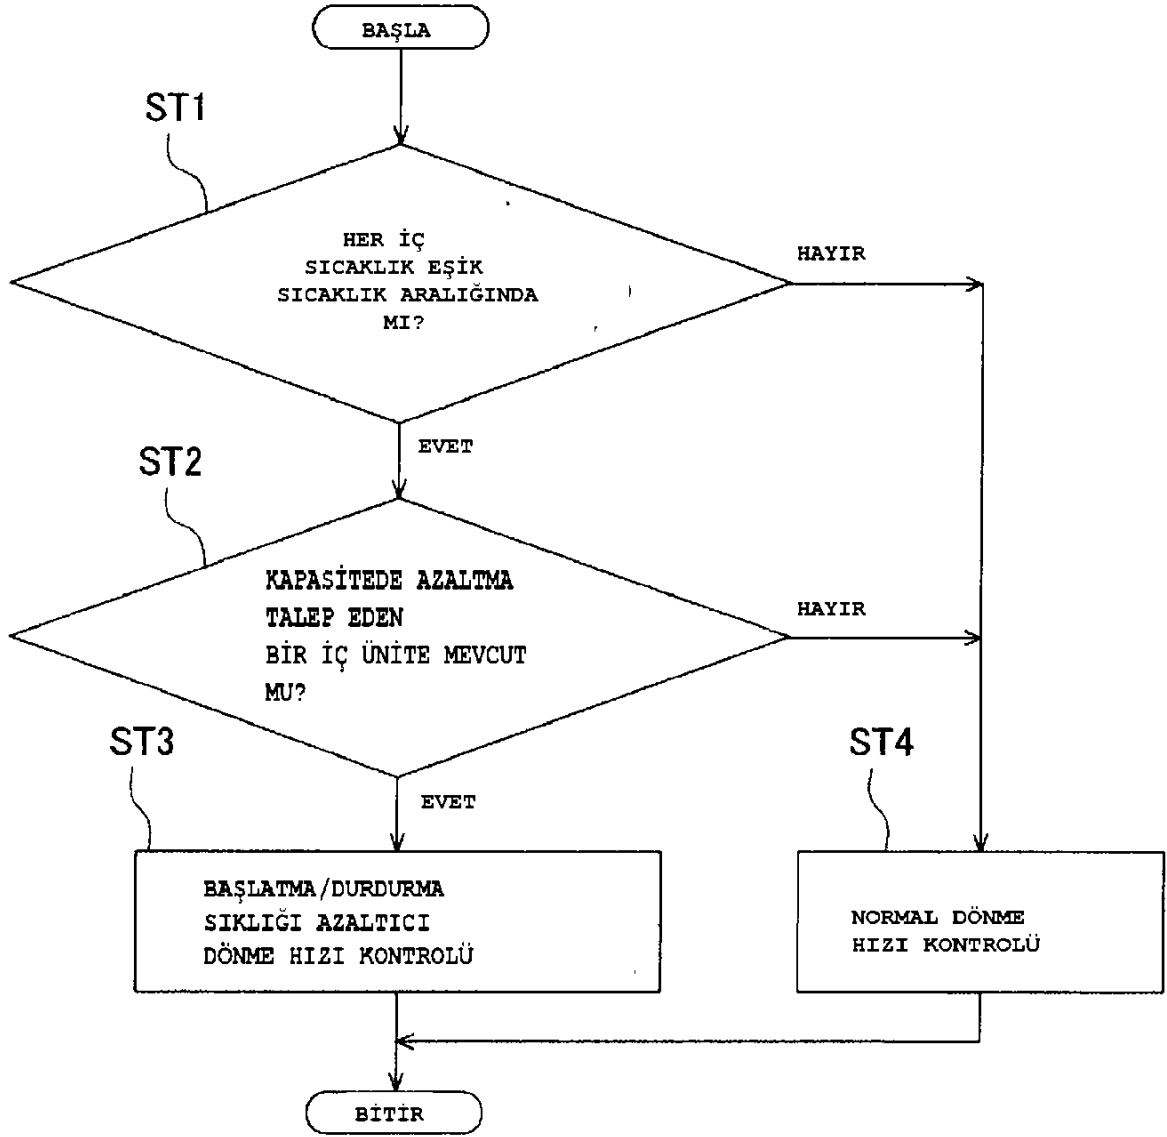 BAŞLA
ST1
HER İÇ
SICAKLIK EŞİK
SICAKLIK ARALIĞINDA
MI?
HAYIR
EVET
ST2
KAPASİTEDE AZALTMA
TALEP EDEN
BİR İÇ ÜNİTE MEVCUT
MU?
HAYIR
EVET
ST3
BAŞLATMA/DURDURMA
SIKLIĞI AZALTICI
DÖNME HIZI KONTROLÜ
ST4
NORMAL DÖNME
HIZI KONTROLÜ
BİTİR